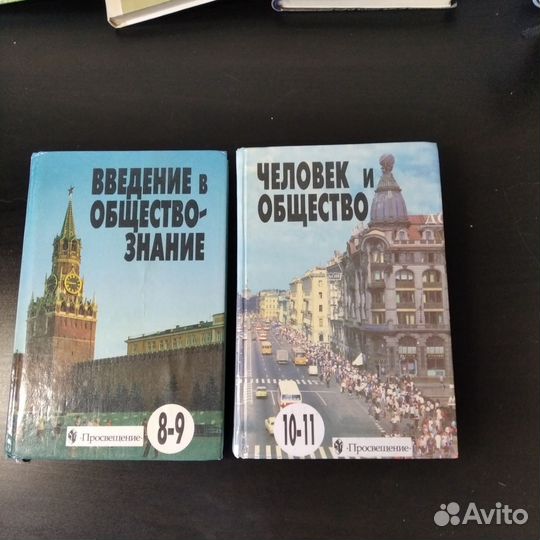 ВВЕДЕНИЕ в
ОБЩЕСТВО-
ЗНАНИЕ
8-9
·Просвещение·
ЧЕЛОВЕК и
ОБЩЕСТВО
10-11
·Просвещение·
Avito